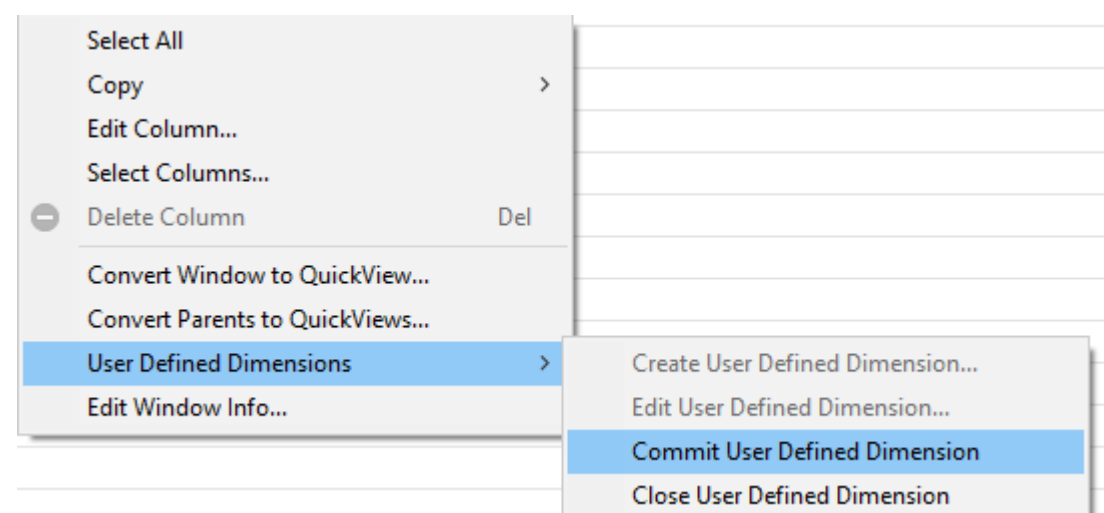 Select All
Copy
Edit Column...
Select Columns...
Delete Column Del
Convert Window to QuickView...
Convert Parents to QuickViews...
User Defined Dimensions
Edit Window Info...
Create User Defined Dimension...
Edit User Defined Dimension...
Commit User Defined Dimension
Close User Defined Dimension